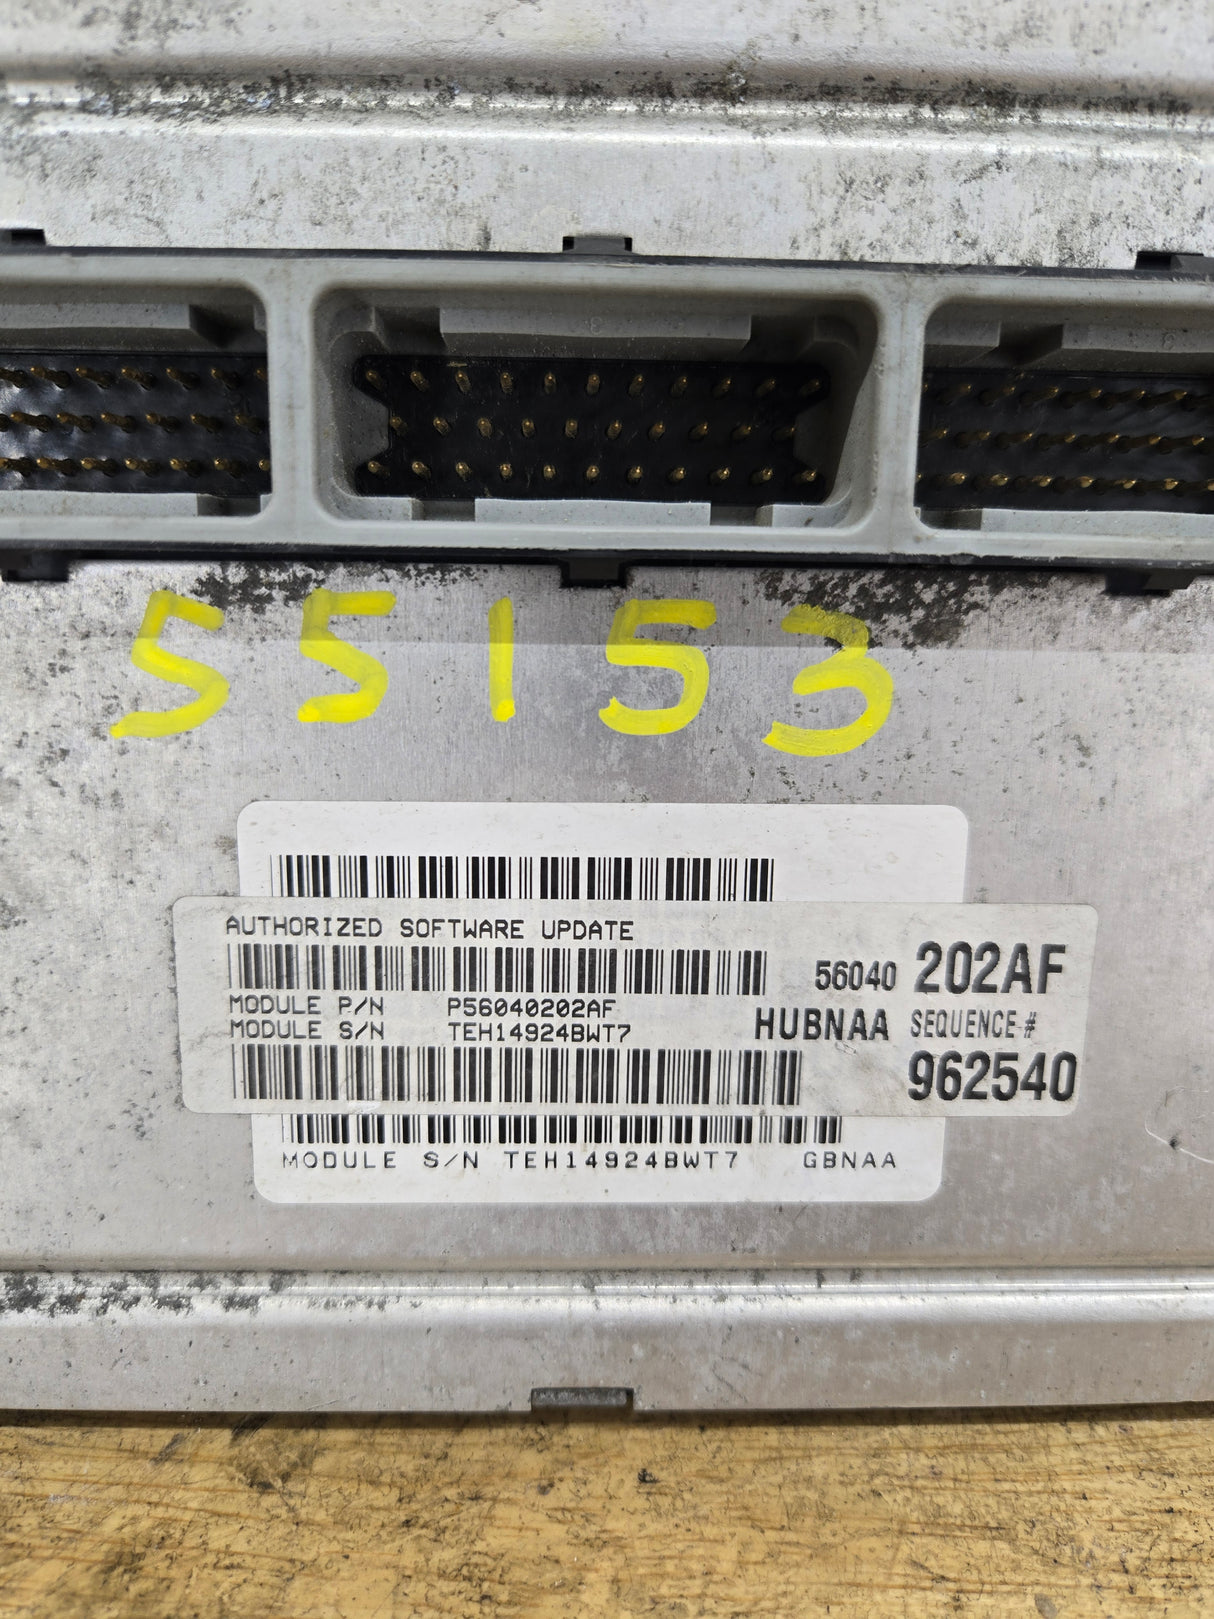 55153
AUTHORIZED SOFTWARE UPDATE
56040 202AF
MODULE P/N P56040202AF
MODULE S/N TEH14924BWT7
HUBNAA SEQUENCE #
962540
MODULE S/N TEH14924BWT7 GBNAA